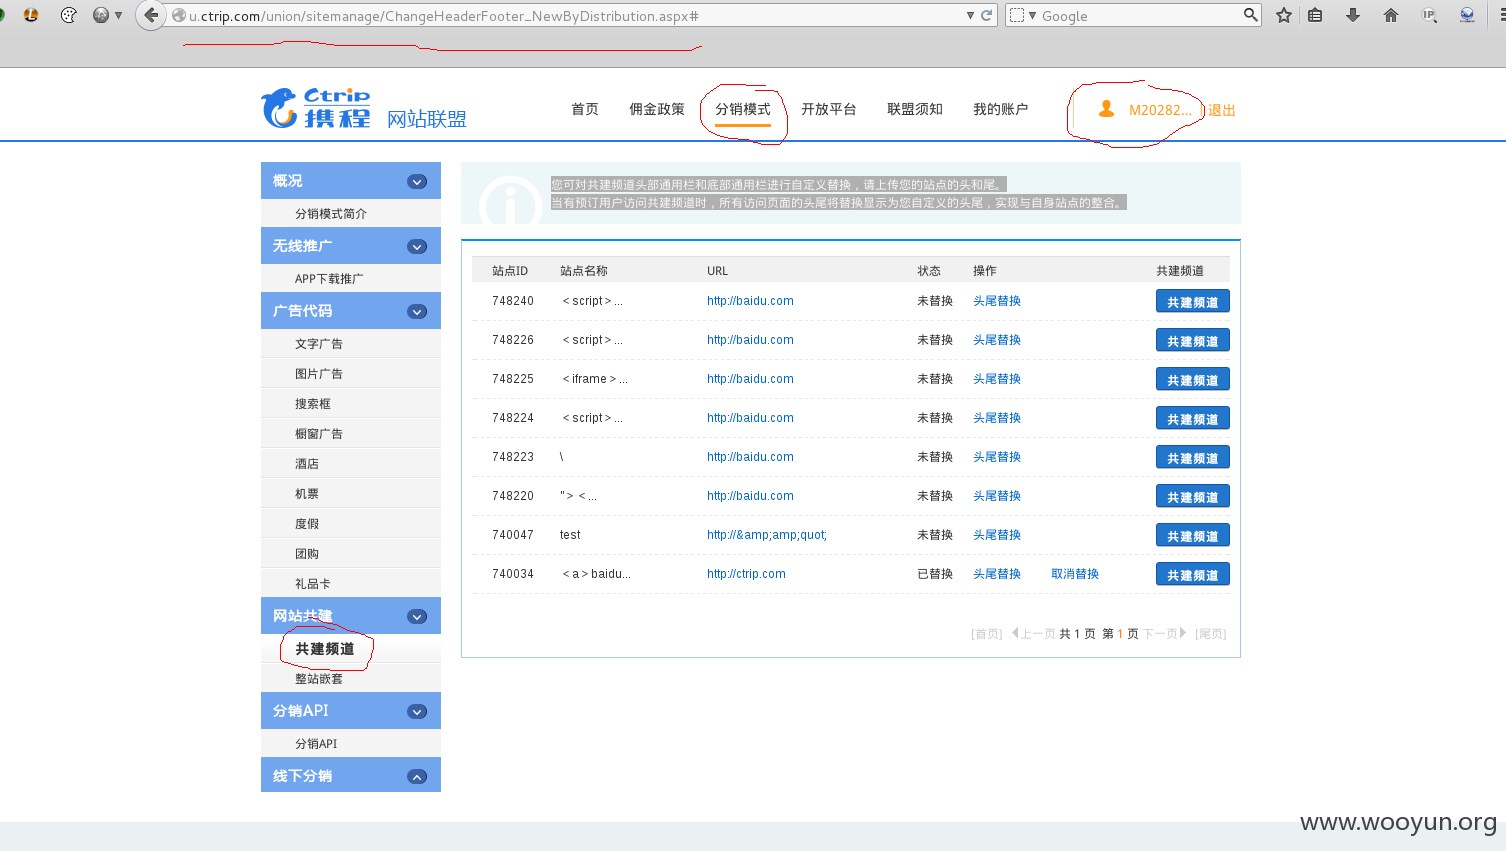 u.ctrip.com/union/sitemanage/ChangeHeaderFooter_NewByDistribution.aspx#
Google
IP
Ctrip
携程 网站联盟
首页 佣金政策 分销模式 开放平台 联盟须知 我的账户 M20282... 退出
概况
分销模式简介
无线推广
APP下载推广
广告代码
文字广告
图片广告
搜索框
橱窗广告
酒店
机票
度假
团购
礼品卡
网站共建
共建频道
整站嵌套
分销API
分销API
线下分销
您可对共建频道头部通用栏和底部通用栏进行自定义替换，请上传您的站点的头和尾。
当有预订用户访问共建频道时，所有访问页面的头尾将替换显示为您自定义的头尾，实现与自身站点的整合。
站点ID 站点名称 URL 状态 操作 共建频道
748240 ＜script＞... http://baidu.com 未替换 头尾替换 共建频道
748226 ＜script＞... http://baidu.com 未替换 头尾替换 共建频道
748225 ＜iframe＞... http://baidu.com 未替换 头尾替换 共建频道
748224 ＜script＞... http://baidu.com 未替换 头尾替换 共建频道
748223 \ http://baidu.com 未替换 头尾替换 共建频道
748220 "＞＜... http://baidu.com 未替换 头尾替换 共建频道
740047 test http://&amp;amp;quot; 未替换 头尾替换 共建频道
740034 ＜a＞baidu... http://ctrip.com 已替换 头尾替换 取消替换 共建频道
[首页] 上一页 共 1 页 第 1 页 下一页 [尾页]
www.wooyun.org